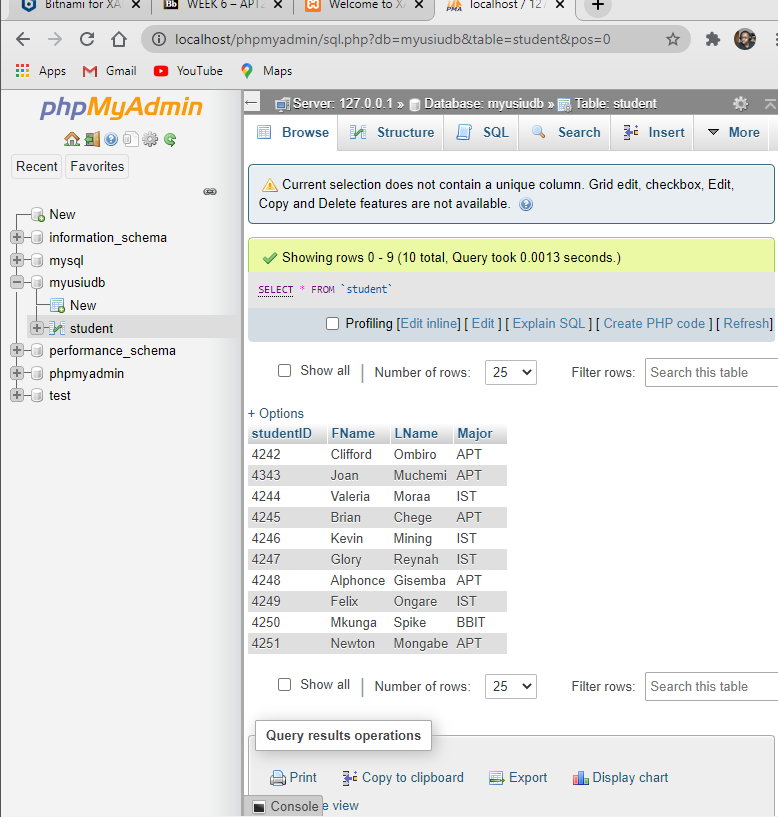 Bitnami for XA
WEEK 6 – APT2
Welcome to XA
localhost / 127
localhost/phpmyadmin/sql.php?db=myusiudb&table=student&pos=0
Apps Gmail YouTube Maps
phpMyAdmin
Recent Favorites
New
information_schema
mysql
myusiudb
New
student
performance_schema
phpmyadmin
test
Server: 127.0.0.1 » Database: myusiudb » Table: student
Browse Structure SQL Search Insert More
Current selection does not contain a unique column. Grid edit, checkbox, Edit,
Copy and Delete features are not available.
Showing rows 0 - 9 (10 total, Query took 0.0013 seconds.)
SELECT * FROM `student`
Profiling [Edit inline] [ Edit ] [ Explain SQL ] [ Create PHP code ] [ Refresh]
Show all | Number of rows: 25 Filter rows: Search this table
+ Options
studentID FName LName Major
4242 Clifford Ombiro APT
4343 Joan Muchemi APT
4244 Valeria Moraa IST
4245 Brian Chege APT
4246 Kevin Mining IST
4247 Glory Reynah IST
4248 Alphonce Gisemba APT
4249 Felix Ongare IST
4250 Mkunga Spike BBIT
4251 Newton Mongabe APT
Show all | Number of rows: 25 Filter rows: Search this table
Query results operations
Print Copy to clipboard Export Display chart
Console e view